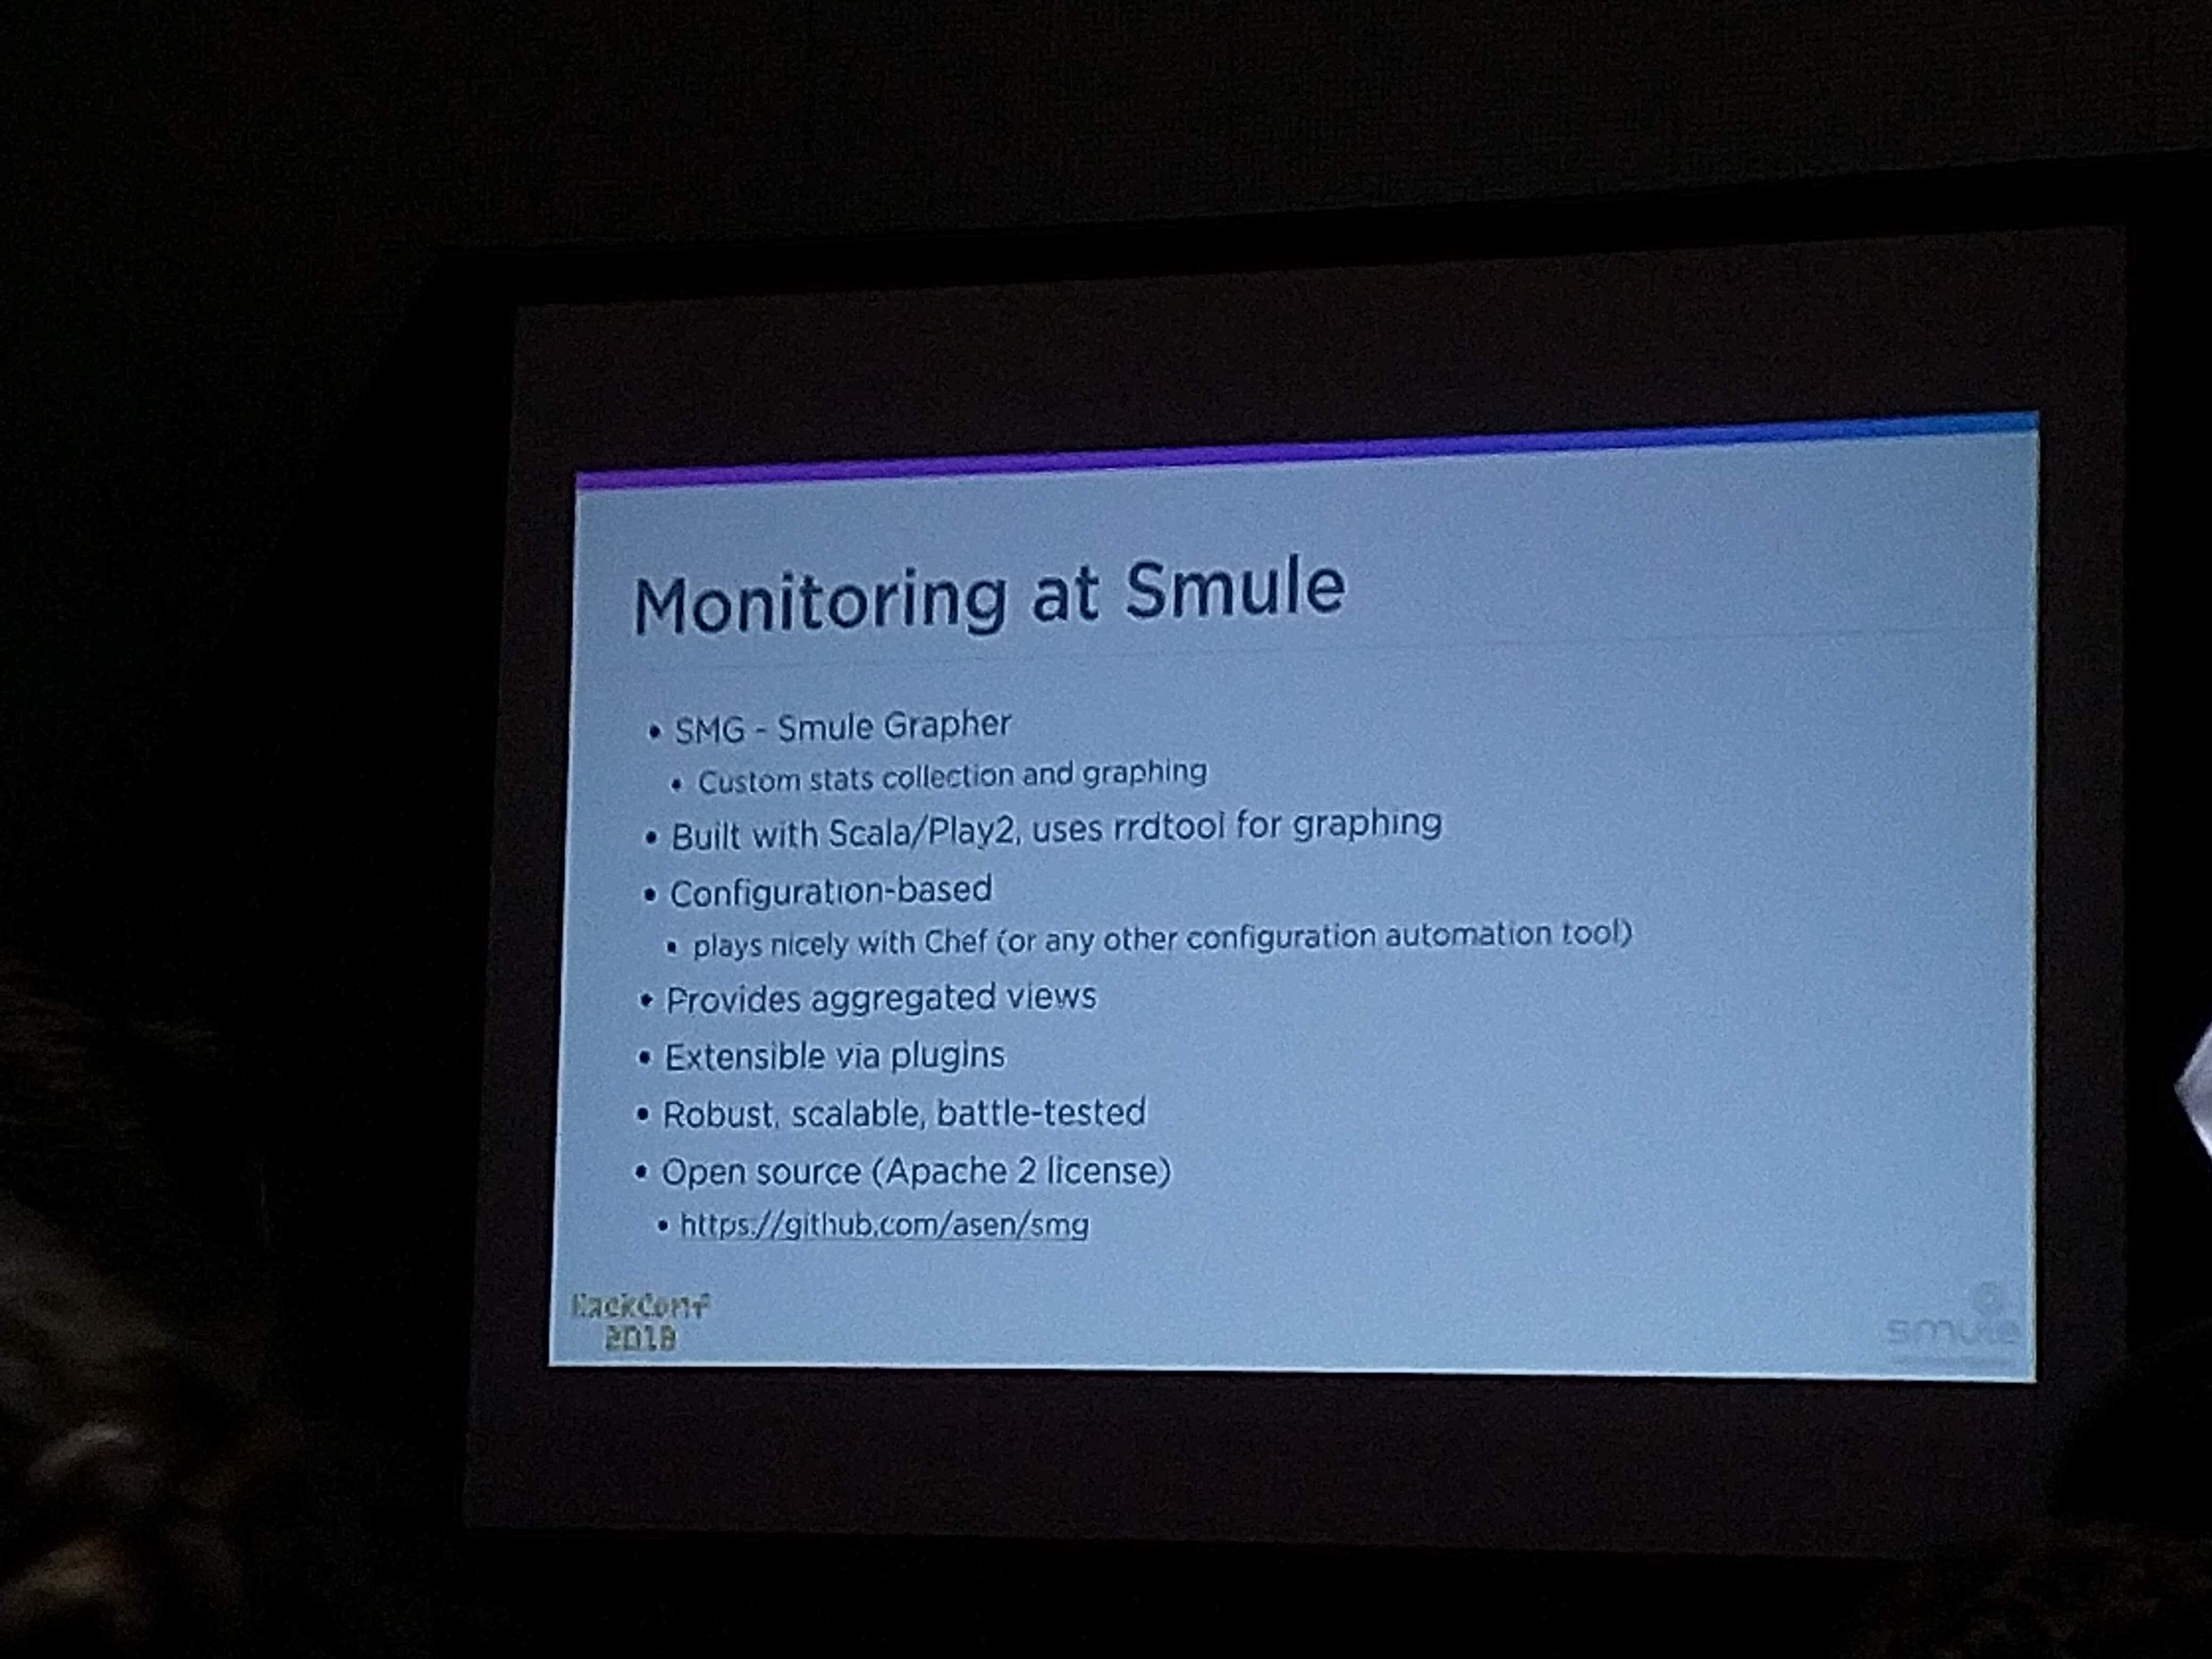 Monitoring at Smule
• SMG - Smule Grapher
• Custom stats collection and graphing
• Built with Scala/Play2, uses rrdtool for graphing
• Configuration-based
• plays nicely with Chef (or any other configuration automation tool)
• Provides aggregated views
• Extensible via plugins
• Robust, scalable, battle-tested
• Open source (Apache 2 license)
• https://github.com/asen/smg
HackConf
2018
smule